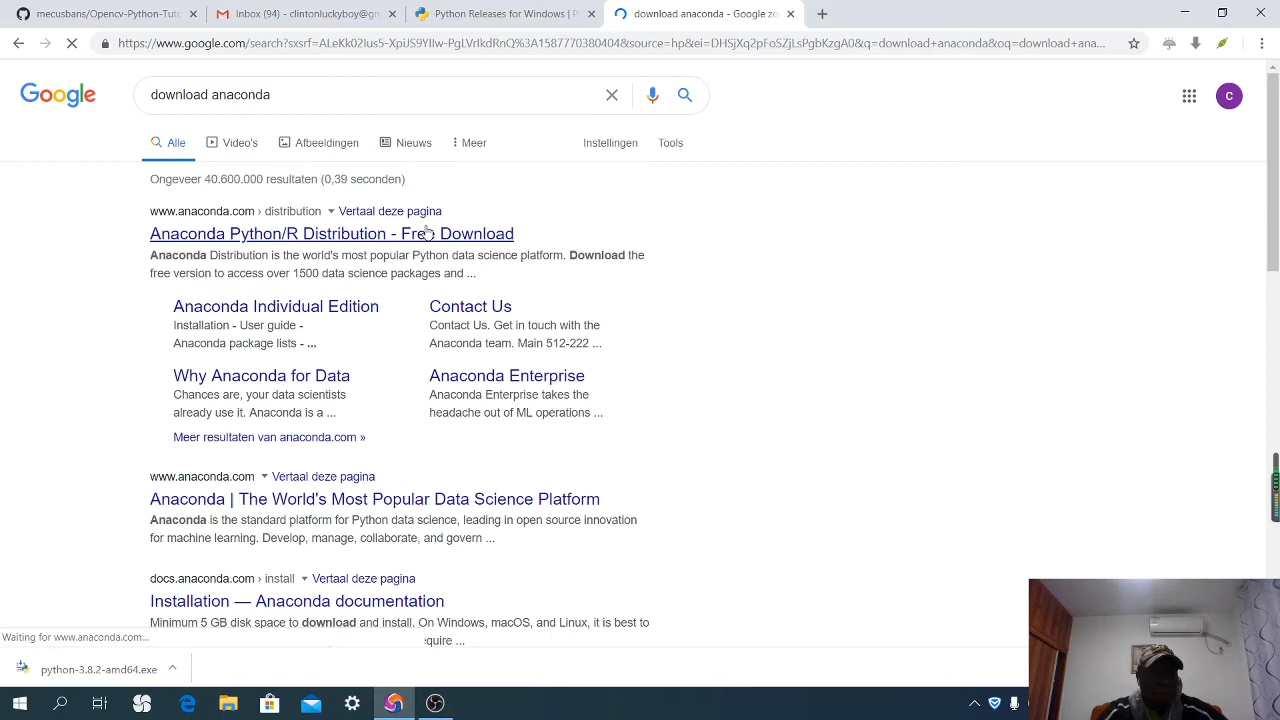 mecusbans/Opencv-Python-Tuto
Inbox (94) - clintonluckyboy@gm
Python Releases for Windows | P
download anaconda - Google zo
https://www.google.com/search?sxsrf=ALeKk02Ius5-XpiJS9YIIw-PgLVrIkdRnQ%3A1587770380404&source=hp&ei=DHSjXq2pFoSZjLsPgbKzgA0&q=download+anaconda&oq=download+ana...
Google
download anaconda
C
Alle
Video's
Afbeeldingen
Nieuws
Meer
Instellingen
Tools
Ongeveer 40.600.000 resultaten (0,39 seconden)
www.anaconda.com › distribution Vertaal deze pagina
Anaconda Python/R Distribution - Free Download
Anaconda Distribution is the world's most popular Python data science platform. Download the
free version to access over 1500 data science packages and ...
Anaconda Individual Edition
Installation - User guide -
Anaconda package lists - ...
Contact Us
Contact Us. Get in touch with the
Anaconda team. Main 512-222 ...
Why Anaconda for Data
Chances are, your data scientists
already use it. Anaconda is a ...
Anaconda Enterprise
Anaconda Enterprise takes the
headache out of ML operations ...
Meer resultaten van anaconda.com »
www.anaconda.com Vertaal deze pagina
Anaconda | The World's Most Popular Data Science Platform
Anaconda is the standard platform for Python data science, leading in open source innovation
for machine learning. Develop, manage, collaborate, and govern ...
docs.anaconda.com › install Vertaal deze pagina
Installation — Anaconda documentation
Minimum 5 GB disk space to download and install. On Windows, macOS, and Linux, it is best to
equire ...
Waiting for www.anaconda.com...
python-3.8.2-amd64.exe